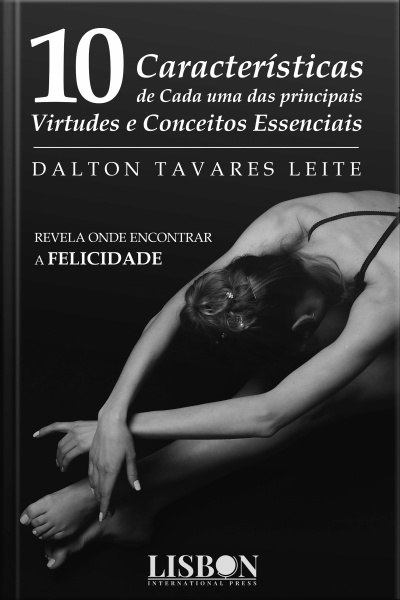 10 Características
de Cada uma das principais
Virtudes e Conceitos Essenciais
DALTON TAVARES LEITE
REVELA ONDE ENCONTRAR
A FELICIDADE
LISBON
INTERNATIONAL PRESS